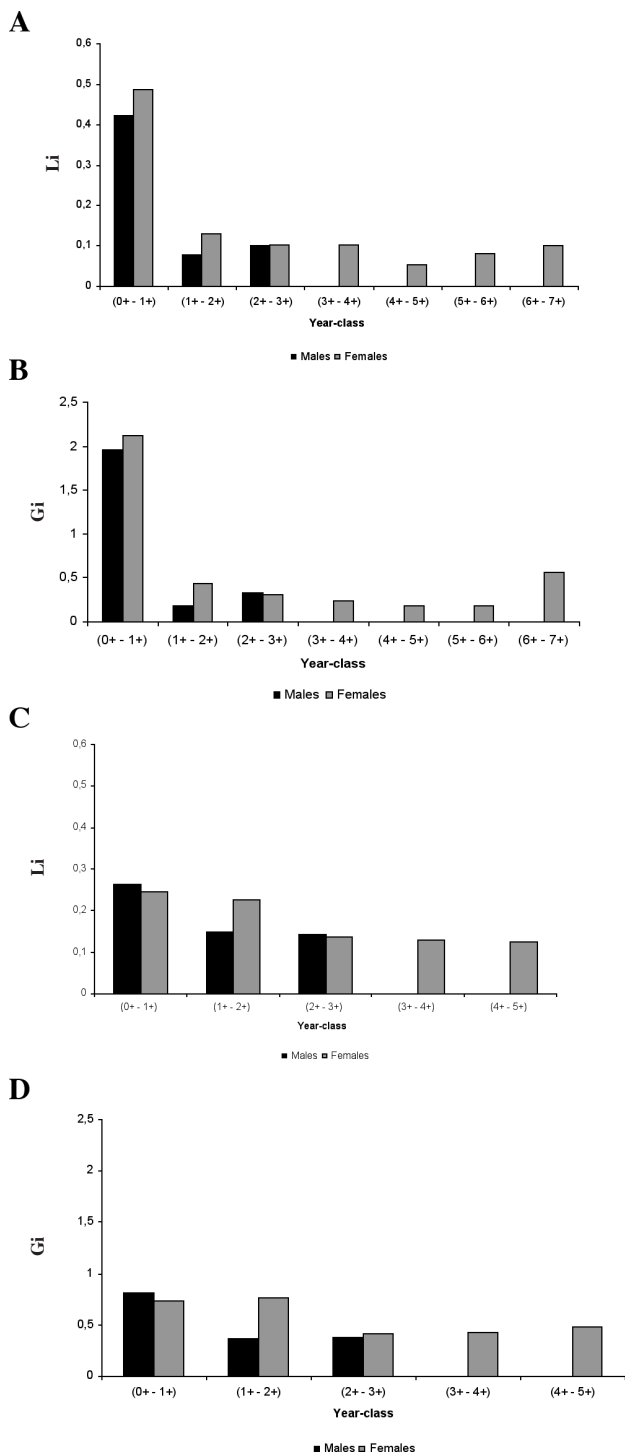 A
0,6
0,5
0,4
0,3
0,2
0,1
0
Li
(0+ - 1+) (1+ - 2+) (2+ - 3+) (3+ - 4+) (4+ - 5+) (5+ - 6+) (6+ - 7+)
Year-class
Males Females
B
2,5
2
1,5
1
0,5
0
Gi
(0+ - 1+) (1+ - 2+) (2+ - 3+) (3+ - 4+) (4+ - 5+) (5+ - 6+) (6+ - 7+)
Year-class
Males Females
C
0,6
0,5
0,4
0,3
0,2
0,1
0
Li
(0+ - 1+) (1+ - 2+) (2+ - 3+) (3+ - 4+) (4+ - 5+)
Year-class
Males Females
D
2,5
2
1,5
1
0,5
0
Gi
(0+ - 1+) (1+ - 2+) (2+ - 3+) (3+ - 4+) (4+ - 5+)
Year-class
Males Females